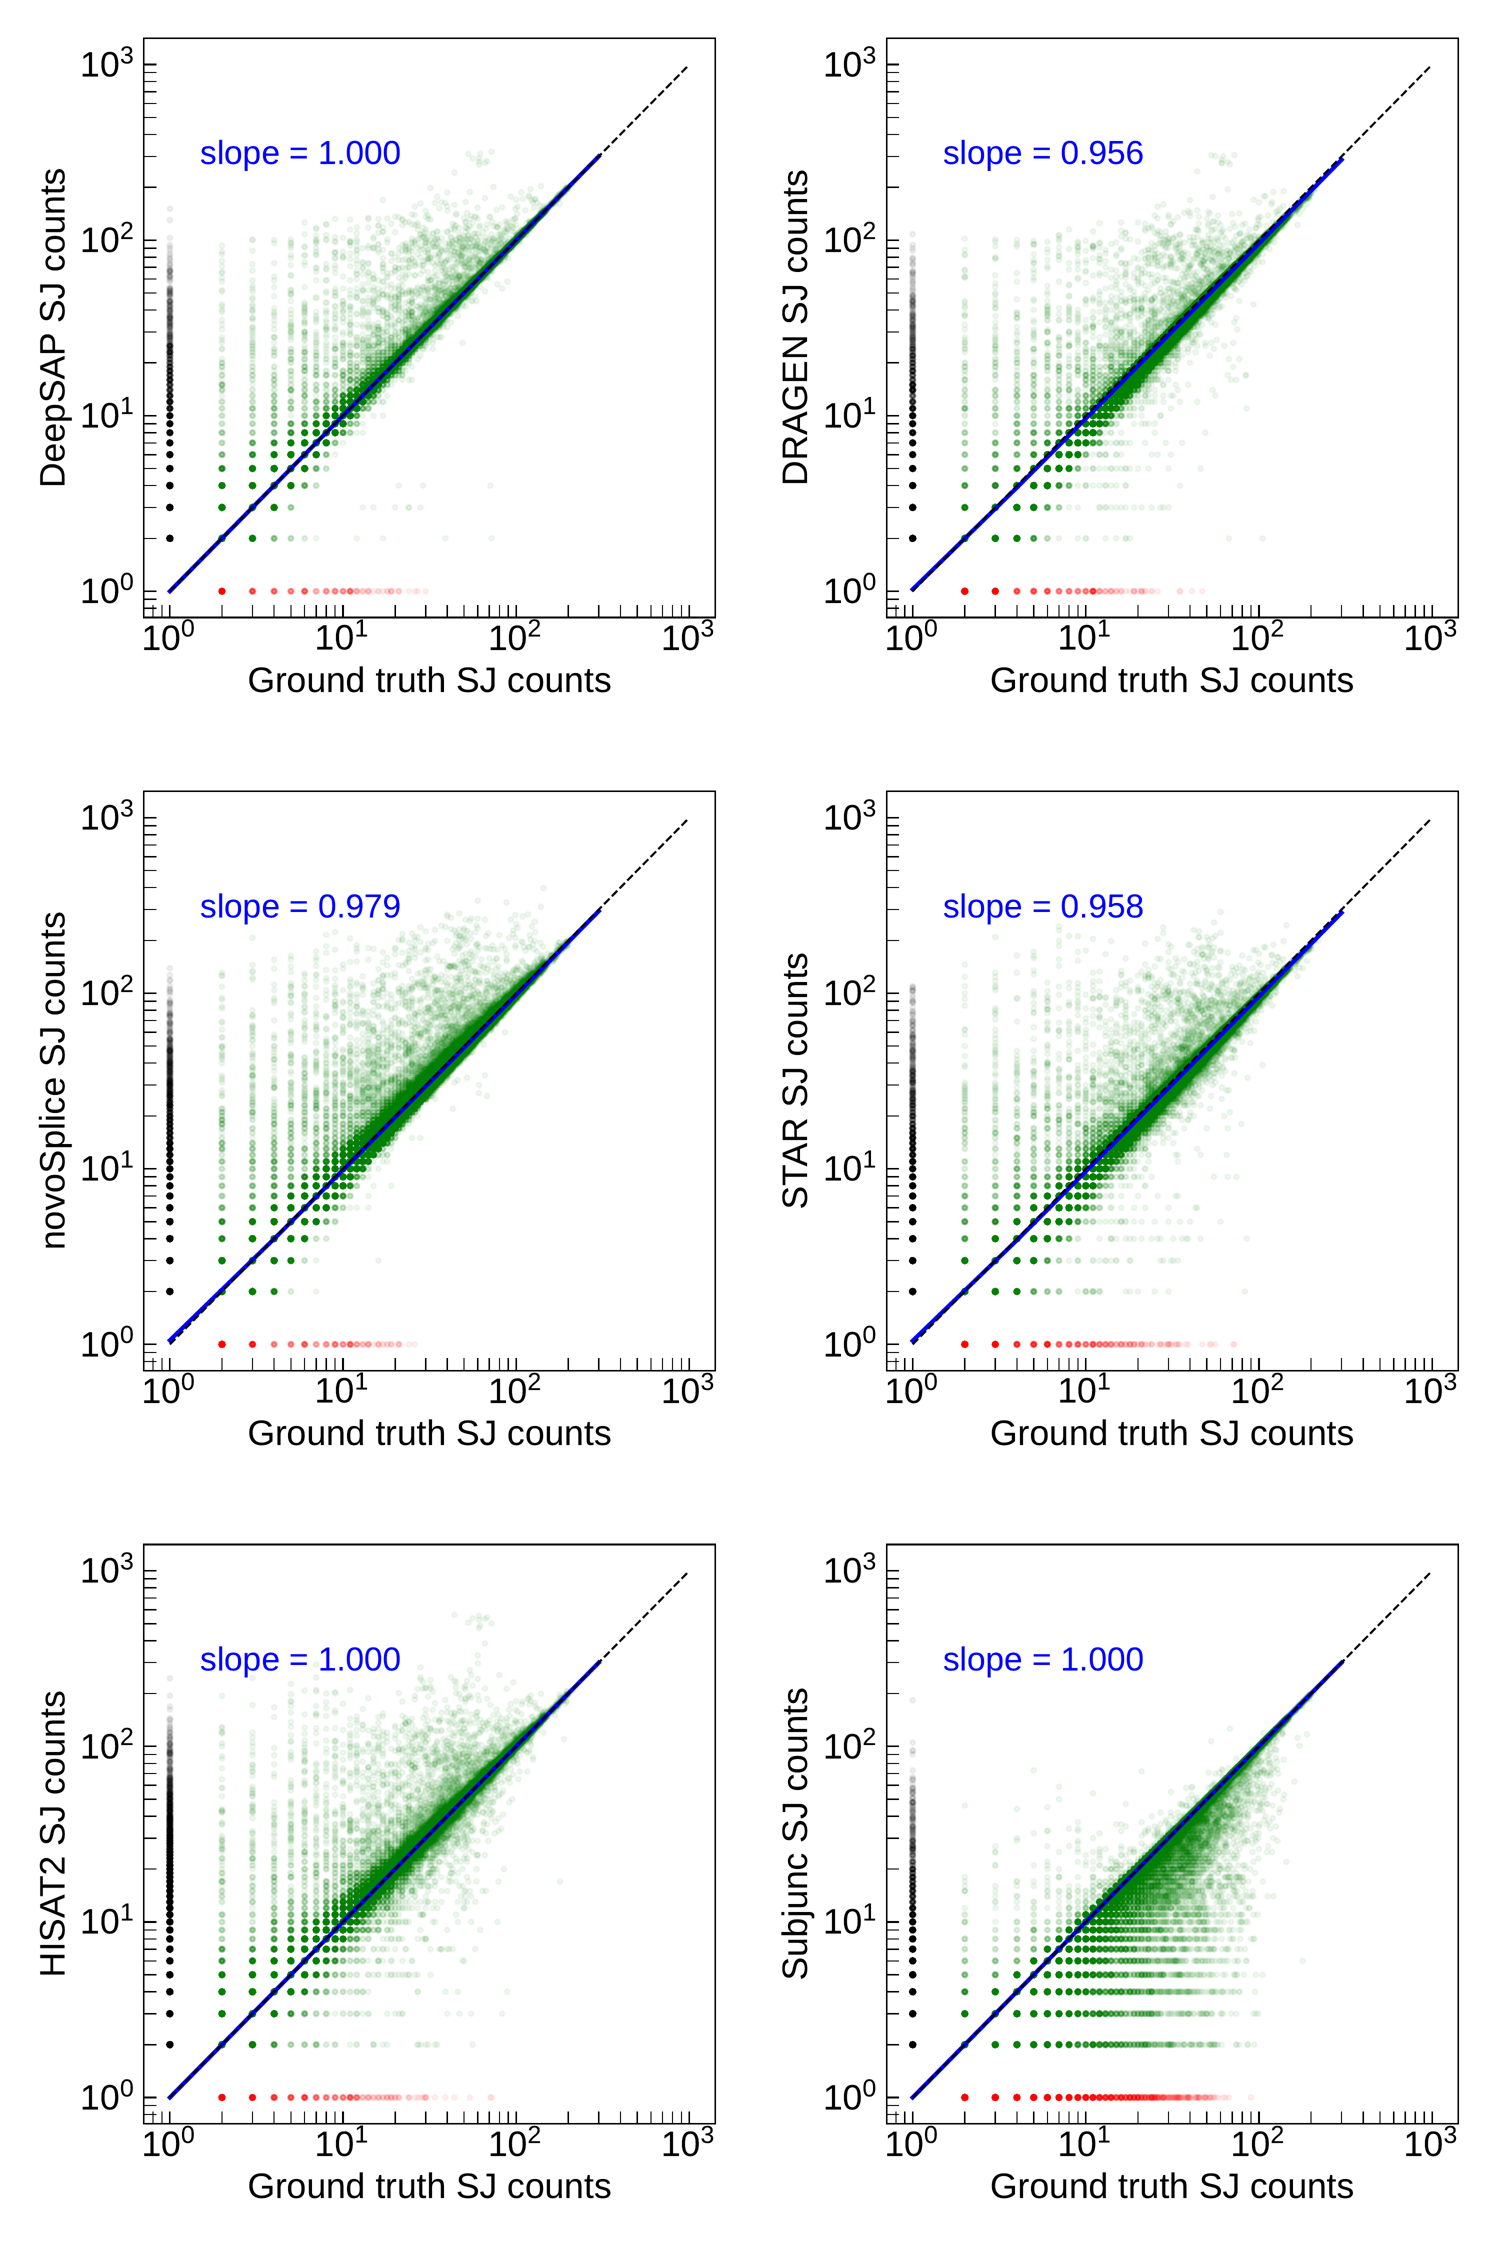 10³
10²
10¹
10⁰
DeepSAP SJ counts
slope = 1.000
10⁰ 10¹ 10² 10³
Ground truth SJ counts
10³
10²
10¹
10⁰
DRAGEN SJ counts
slope = 0.956
10⁰ 10¹ 10² 10³
Ground truth SJ counts
10³
10²
10¹
10⁰
novoSplice SJ counts
slope = 0.979
10⁰ 10¹ 10² 10³
Ground truth SJ counts
10³
10²
10¹
10⁰
STAR SJ counts
slope = 0.958
10⁰ 10¹ 10² 10³
Ground truth SJ counts
10³
10²
10¹
10⁰
HISAT2 SJ counts
slope = 1.000
10⁰ 10¹ 10² 10³
Ground truth SJ counts
10³
10²
10¹
10⁰
Subjunc SJ counts
slope = 1.000
10⁰ 10¹ 10² 10³
Ground truth SJ counts